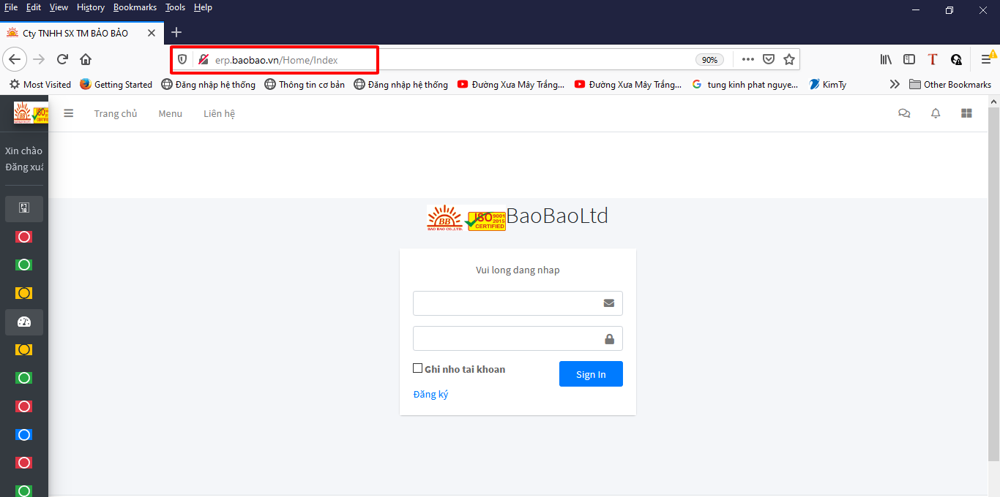 File Edit View History Bookmarks Tools Help
Cty TNHH SX TM BẢO BẢO
erp.baobao.vn/Home/Index
90%
Most Visited Getting Started Đăng nhập hệ thống Thông tin cơ bản Đăng nhập hệ thống Đường Xưa Mây Trắng... Đường Xưa Mây Trắng... tung kinh phat nguye... KimTy Other Bookmarks
Trang chủ Menu Liên hệ
Xin chào
Đăng xuấ
BB
BAO BAO CO.,LTD.
ISO 9001 2015 CERTIFIED
BaoBaoLtd
Vui long dang nhap
Ghi nho tai khoan
Sign In
Đăng ký